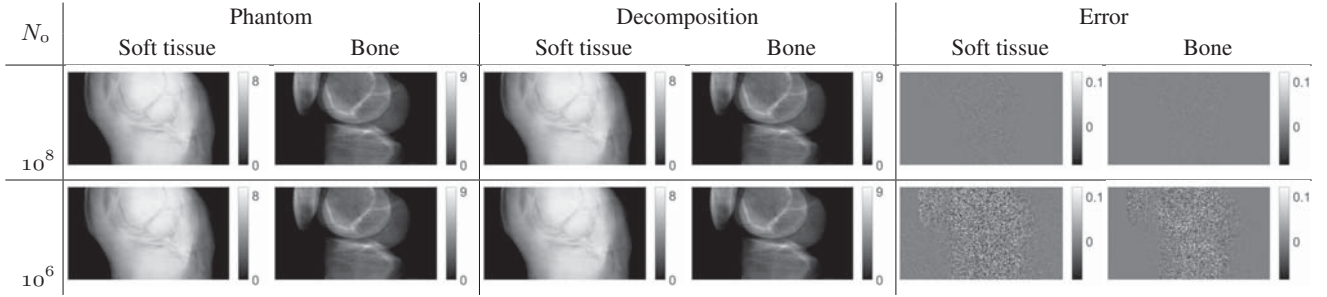 N_o Phantom Decomposition Error
Soft tissue Bone Soft tissue Bone Soft tissue Bone
8 9 8 9 0.1 0.1
0 0
10^8 0 0 0 0
8 9 8 9 0.1 0.1
0 0
10^6 0 0 0 0